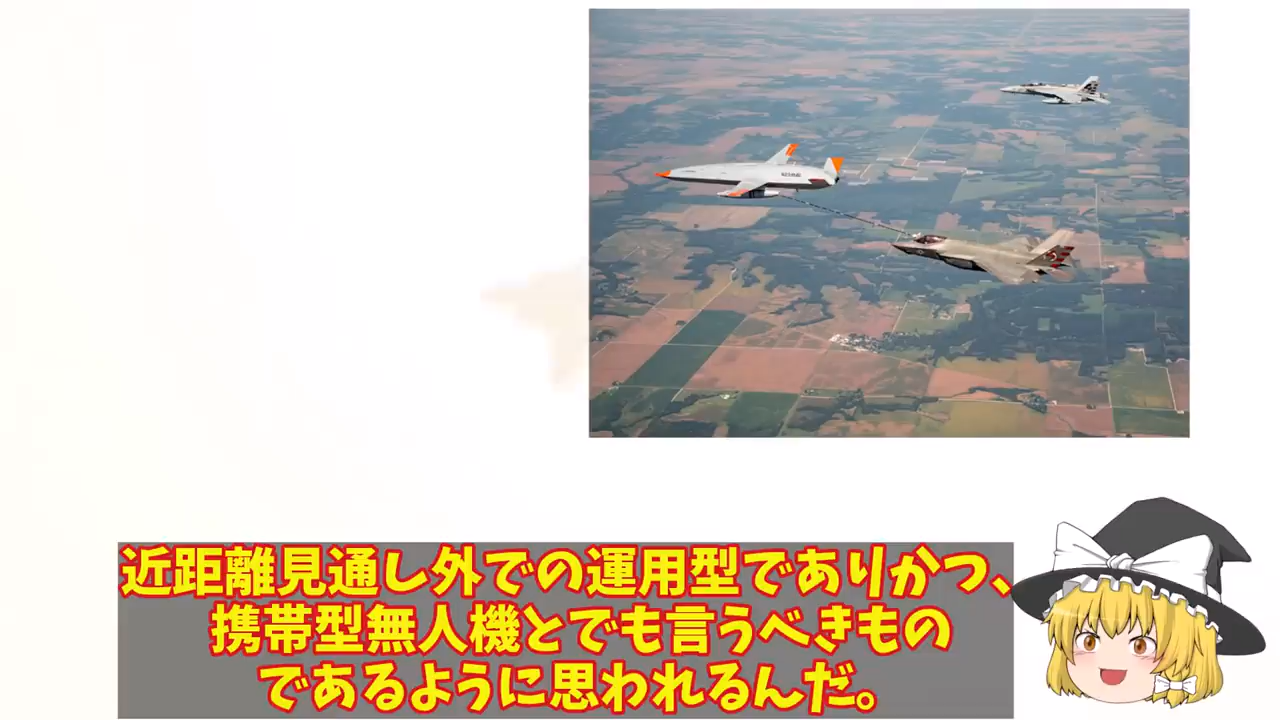 近距離見通し外での運用型でありかつ、
携帯型無人機とでも言うべきもの
であるように思われるんだ。